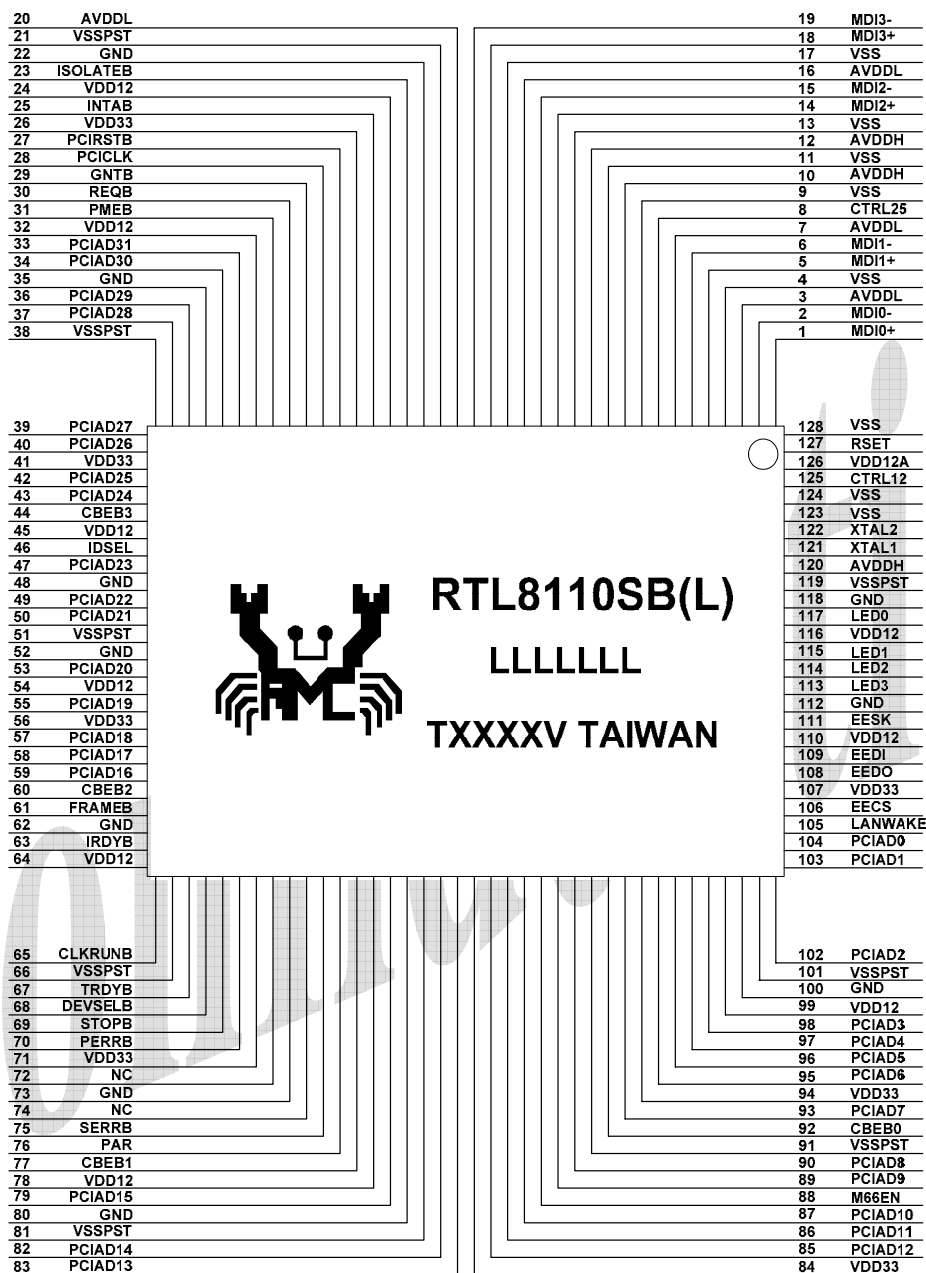 20 AVDDL
21 VSSPST
22 GND
23 ISOLATEB
24 VDD12
25 INTAB
26 VDD33
27 PCIRSTB
28 PCICLK
29 GNTB
30 REQB
31 PMEB
32 VDD12
33 PCIAD31
34 PCIAD30
35 GND
36 PCIAD29
37 PCIAD28
38 VSSPST
19 MDI3-
18 MDI3+
17 VSS
16 AVDDL
15 MDI2-
14 MDI2+
13 VSS
12 AVDDH
11 VSS
10 AVDDH
9 VSS
8 CTRL25
7 AVDDL
6 MDI1-
5 MDI1+
4 VSS
3 AVDDL
2 MDI0-
1 MDI0+
39 PCIAD27
40 PCIAD26
41 VDD33
42 PCIAD25
43 PCIAD24
44 CBEB3
45 VDD12
46 IDSEL
47 PCIAD23
48 GND
49 PCIAD22
50 PCIAD21
51 VSSPST
52 GND
53 PCIAD20
54 VDD12
55 PCIAD19
56 VDD33
57 PCIAD18
58 PCIAD17
59 PCIAD16
60 CBEB2
61 FRAMEB
62 GND
63 IRDYB
64 VDD12
RTL8110SB(L)
LLLLLLL
TXXXXV TAIWAN
128 VSS
127 RSET
126 VDD12A
125 CTRL12
124 VSS
123 VSS
122 XTAL2
121 XTAL1
120 AVDDH
119 VSSPST
118 GND
117 LED0
116 VDD12
115 LED1
114 LED2
113 LED3
112 GND
111 EESK
110 VDD12
109 EEDI
108 EEDO
107 VDD33
106 EECS
105 LANWAKE
104 PCIAD0
103 PCIAD1
65 CLKRUNB
66 VSSPST
67 TRDYB
68 DEVSELB
69 STOPB
70 PERRB
71 VDD33
72 NC
73 GND
74 NC
75 SERRB
76 PAR
77 CBEB1
78 VDD12
79 PCIAD15
80 GND
81 VSSPST
82 PCIAD14
83 PCIAD13
102 PCIAD2
101 VSSPST
100 GND
99 VDD12
98 PCIAD3
97 PCIAD4
96 PCIAD5
95 PCIAD6
94 VDD33
93 PCIAD7
92 CBEB0
91 VSSPST
90 PCIAD8
89 PCIAD9
88 M66EN
87 PCIAD10
86 PCIAD11
85 PCIAD12
84 VDD33